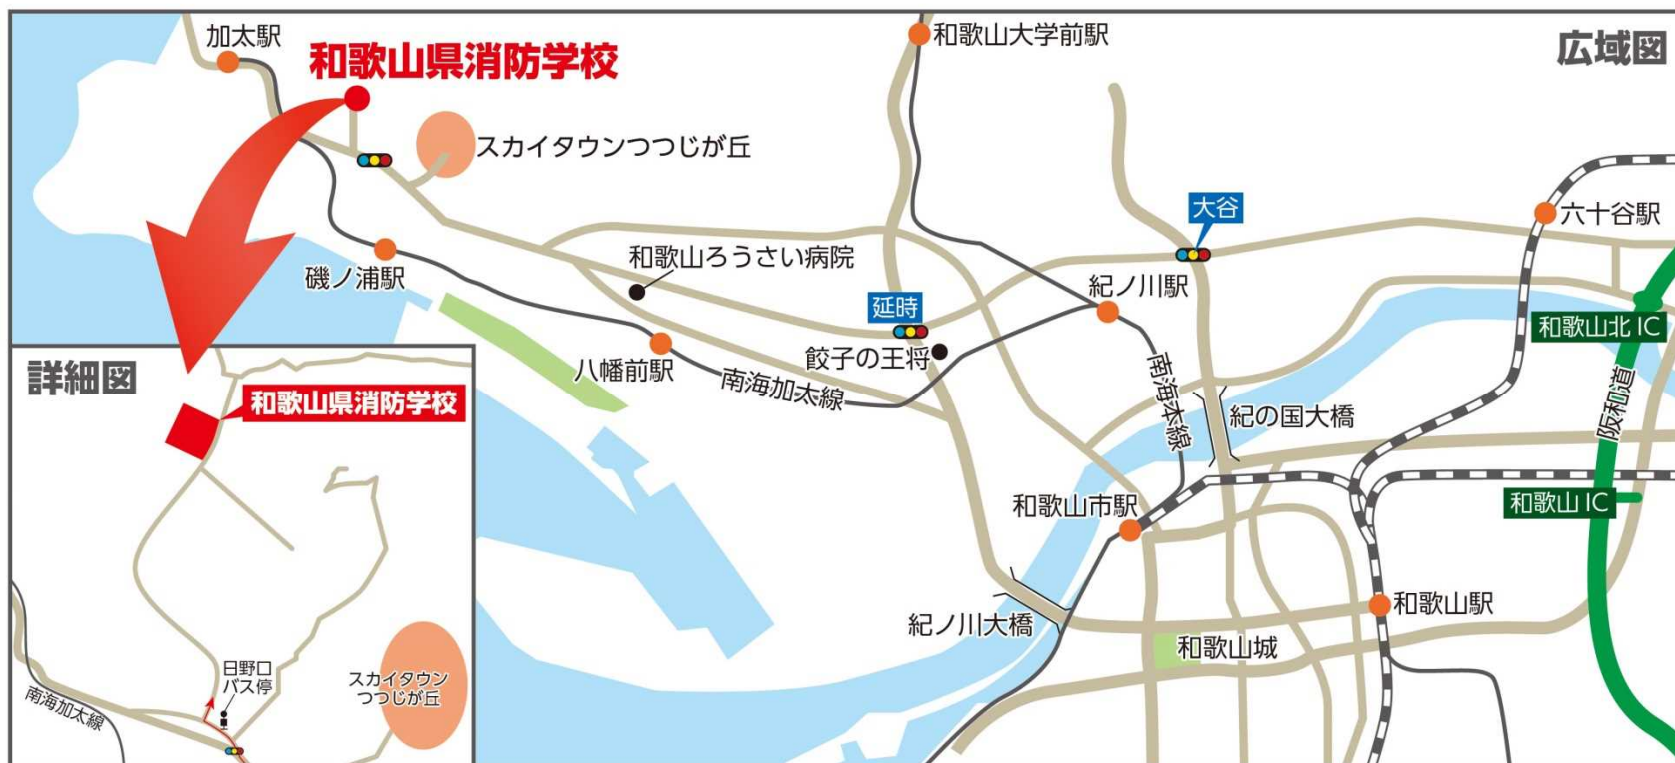 広域図
加太駅
和歌山県消防学校
和歌山大学前駅
スカイタウンつつじが丘
大谷
六十谷駅
磯ノ浦駅
和歌山ろうさい病院
延時
紀ノ川駅
和歌山北IC
八幡前駅
餃子の王将
南海加太線
南海本線
紀の国大橋
阪和道
和歌山市駅
和歌山IC
紀ノ川大橋
和歌山城
和歌山駅
詳細図
和歌山県消防学校
日野口
バス停
スカイタウン
つつじが丘
南海加太線